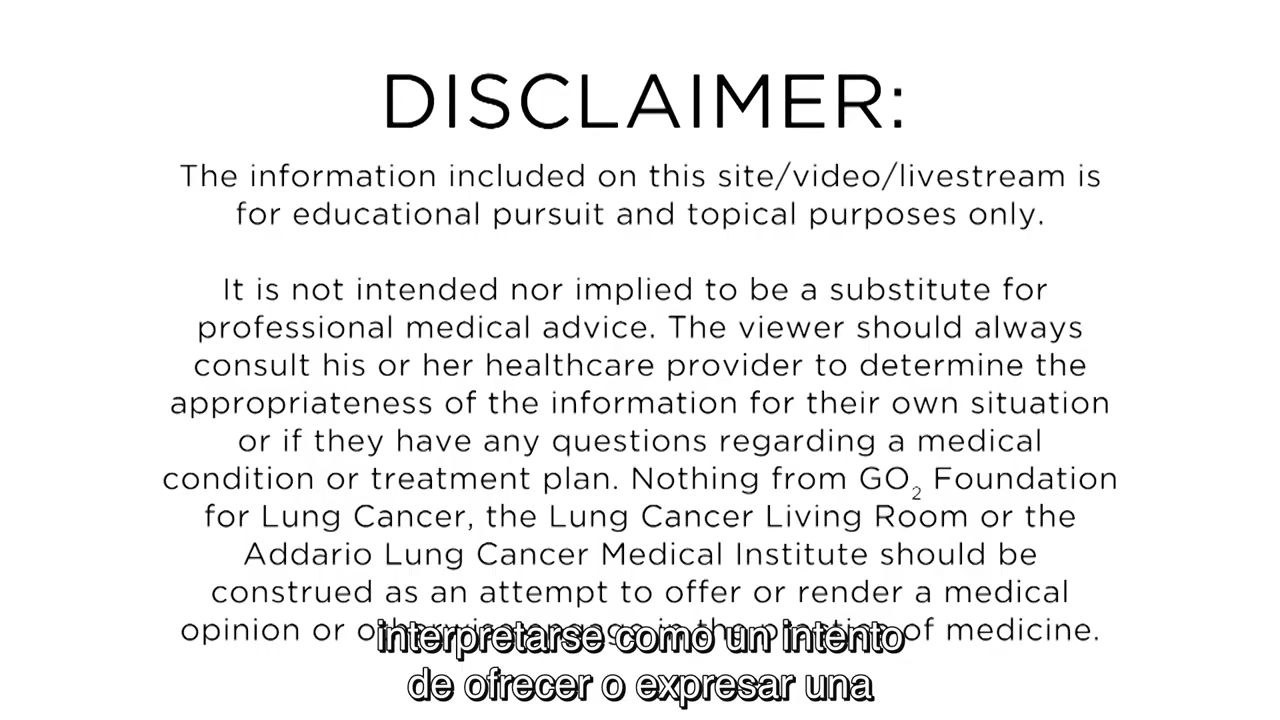 DISCLAIMER:
The information included on this site/video/livestream is
for educational pursuit and topical purposes only.
It is not intended nor implied to be a substitute for
professional medical advice. The viewer should always
consult his or her healthcare provider to determine the
appropriateness of the information for their own situation
or if they have any questions regarding a medical
condition or treatment plan. Nothing from GO₂ Foundation
for Lung Cancer, the Lung Cancer Living Room or the
Addario Lung Cancer Medical Institute should be
construed as an attempt to offer or render a medical
opinion or otherwise engage in the practice of medicine.
interpretarse como un intento
de ofrecer o expresar una